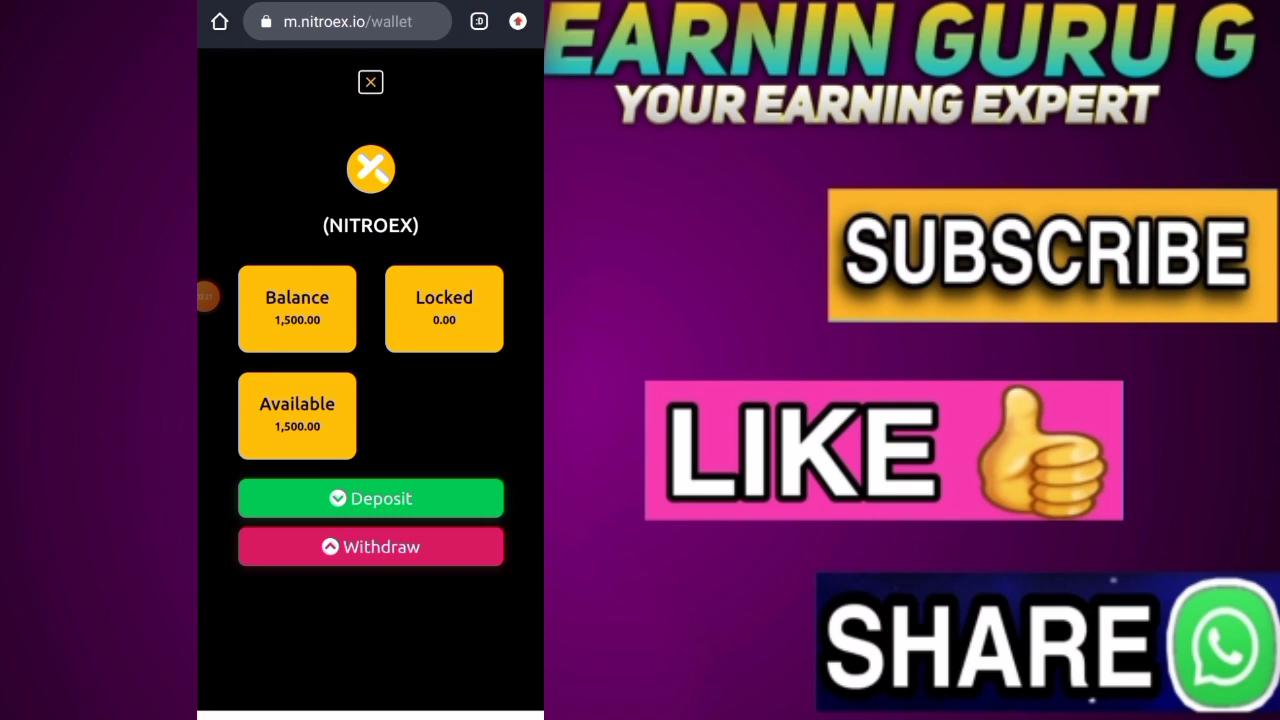 m.nitroex.io/wallet
:D
(NITROEX)
Balance
1,500.00
Locked
0.00
Available
1,500.00
Deposit
Withdraw
EARNIN GURU G
YOUR EARNING EXPERT
SUBSCRIBE
LIKE
SHARE